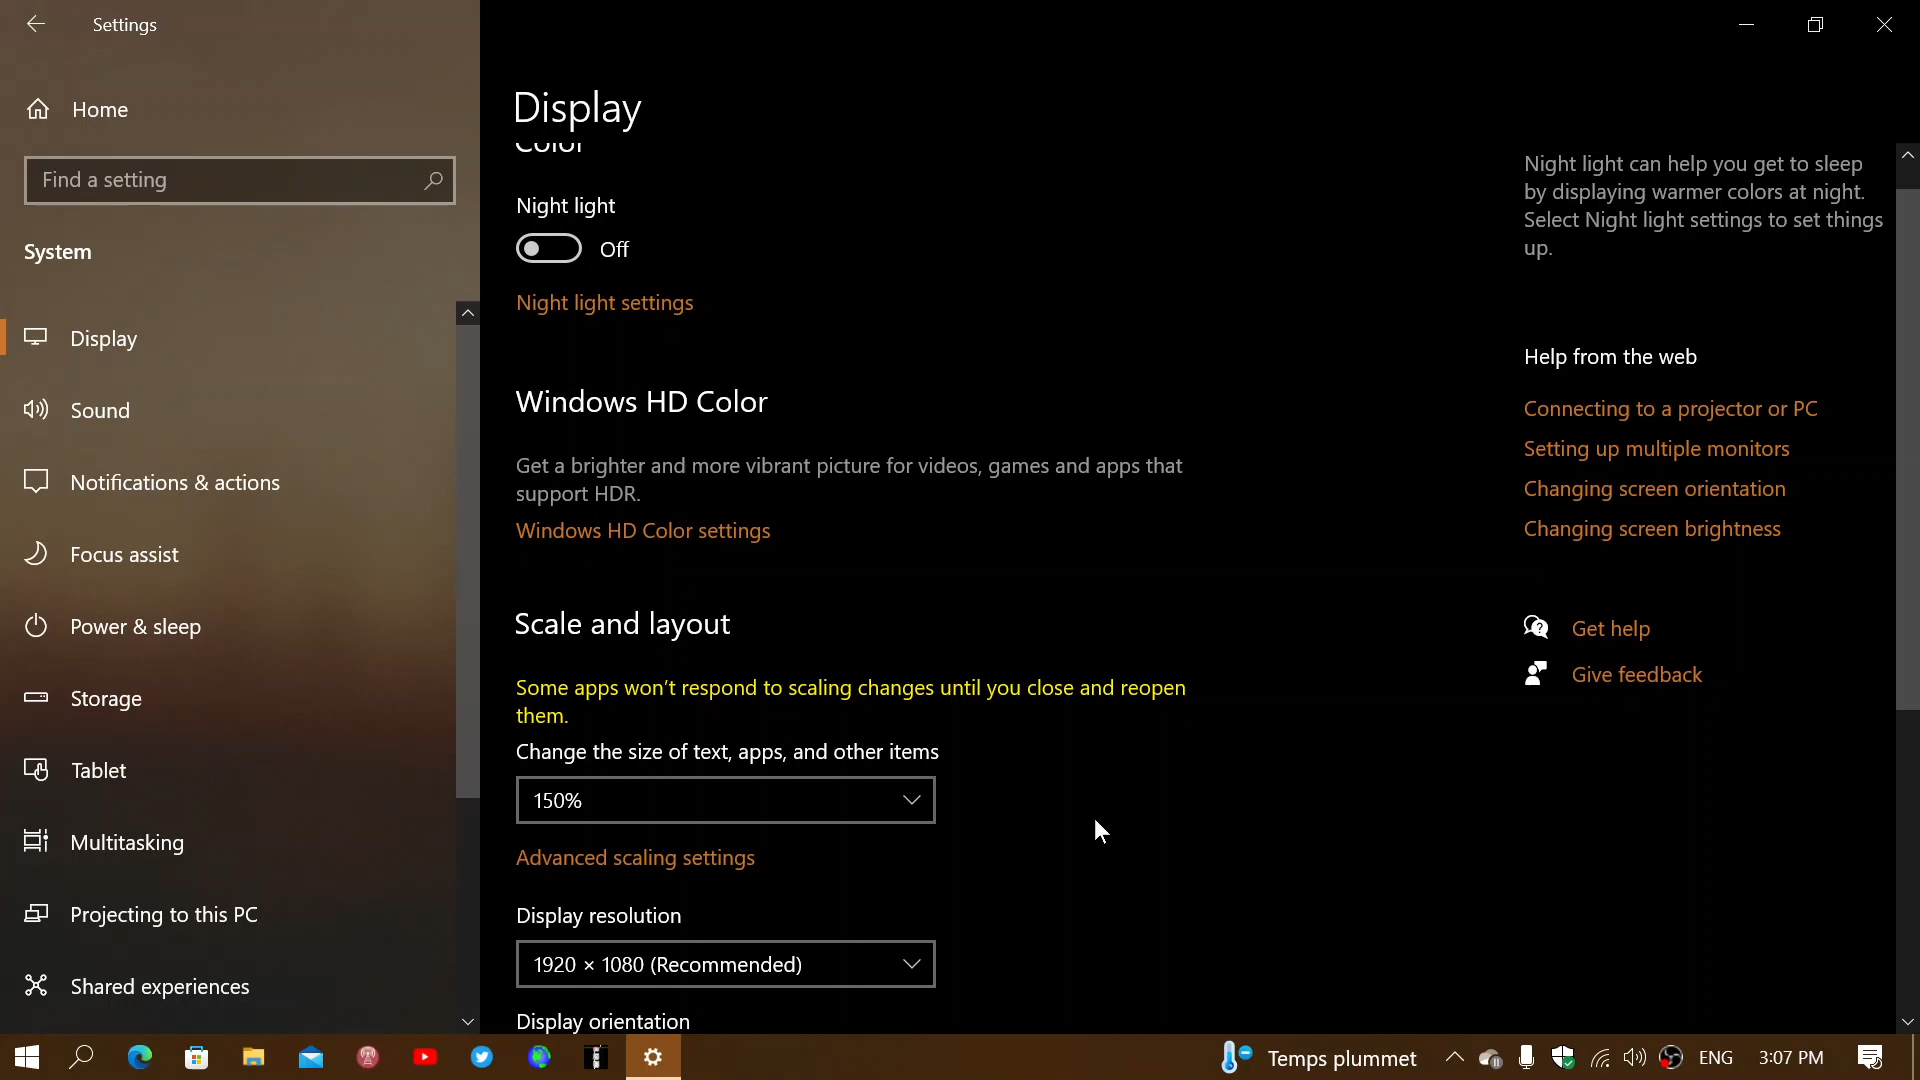 Settings
Home
Find a setting
System
Display
Sound
Notifications & actions
Focus assist
Power & sleep
Storage
Tablet
Multitasking
Projecting to this PC
Shared experiences
Display
Color
Night light
Off
Night light settings
Windows HD Color
Get a brighter and more vibrant picture for videos, games and apps that
support HDR.
Windows HD Color settings
Scale and layout
Some apps won’t respond to scaling changes until you close and reopen
them.
Change the size of text, apps, and other items
150%
Advanced scaling settings
Display resolution
1920 × 1080 (Recommended)
Display orientation
Night light can help you get to sleep
by displaying warmer colors at night.
Select Night light settings to set things
up.
Help from the web
Connecting to a projector or PC
Setting up multiple monitors
Changing screen orientation
Changing screen brightness
Get help
Give feedback
Temps plummet
ENG
3:07 PM